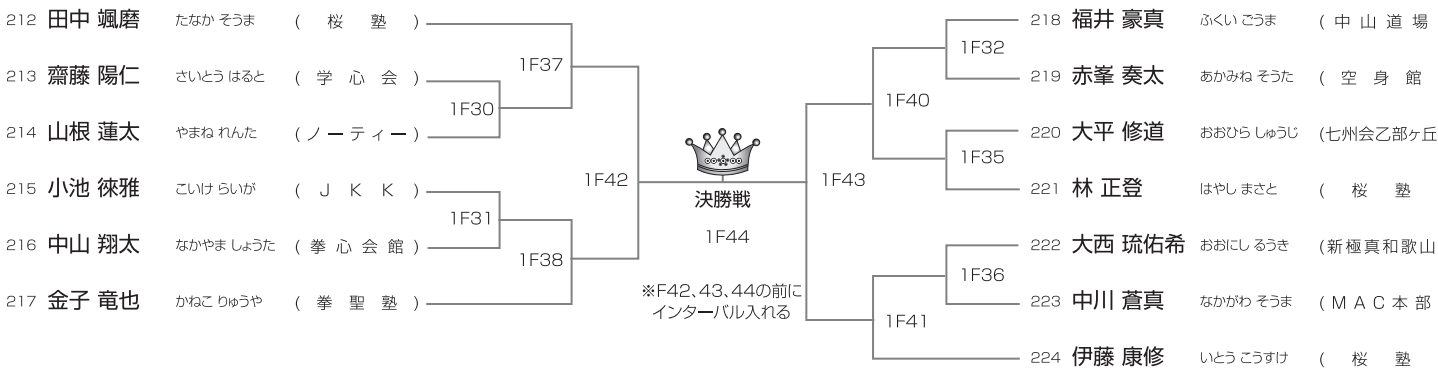 212 田中 颯磨 たなか そうま ( 桜 塾 )
213 齋藤 陽仁 さいとう はると ( 学 心 会 )
214 山根 蓮太 やまね れんた ( ノ ー テ ィ ー )
215 小池 徠雅 こいけ らいが ( J K K )
216 中山 翔太 なかやま しょうた ( 拳 心 会 館 )
217 金子 竜也 かねこ りゅうや ( 拳 聖 塾 )
1F37
1F30
1F31
1F38
1F42
決勝戦
1F44
※F42、43、44の前に
インターバル入れる
1F43
1F40
1F41
1F32
1F35
1F36
218 福井 豪真 ふくい ごうま ( 中 山 道 場
219 赤峯 奏太 あかみね そうた ( 空 身 館
220 大平 修道 おおひら しゅうじ (七州会乙部ヶ丘
221 林 正登 はやし まさと ( 桜 塾
222 大西 琉佑希 おおにし るうき (新極真和歌山
223 中川 蒼真 なかがわ そうま ( M A C 本 部
224 伊藤 康修 いとう こうすけ ( 桜 塾